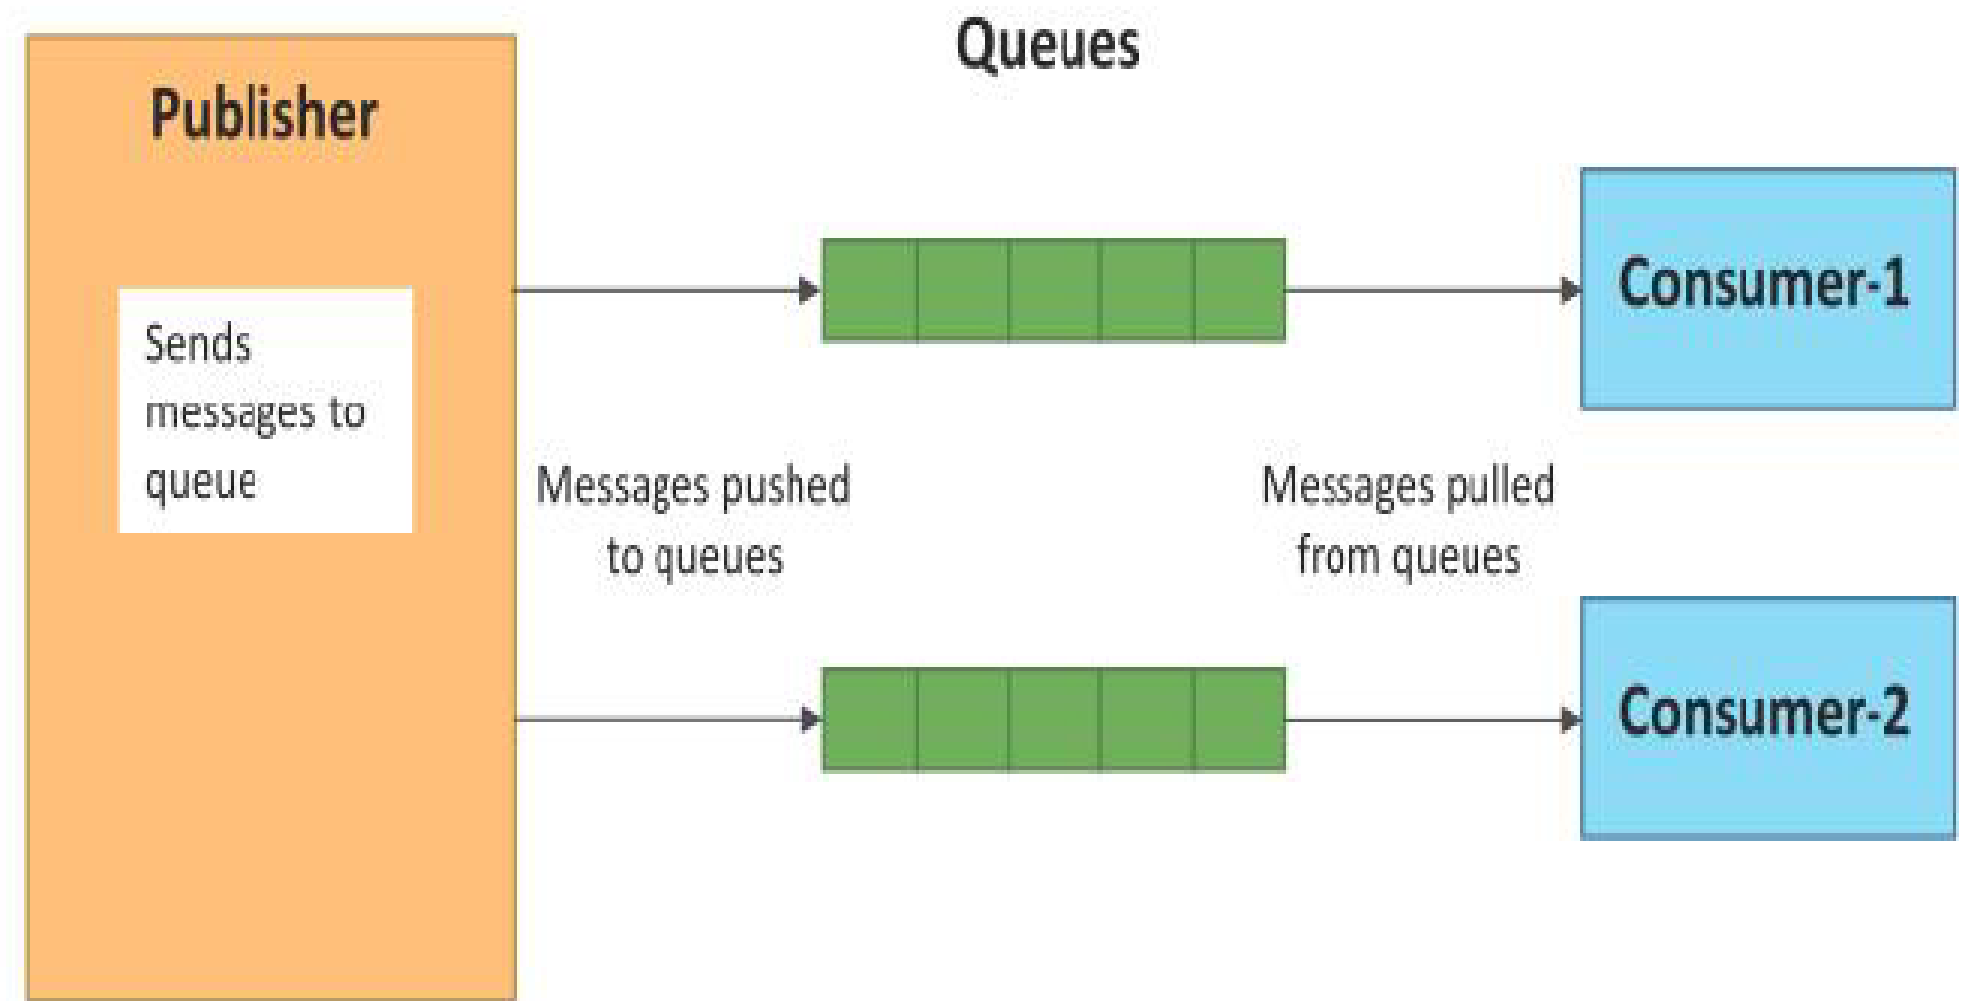 Queues
Publisher
Sends
messages to
queue
Messages pushed
to queues
Messages pulled
from queues
Consumer-1
Consumer-2